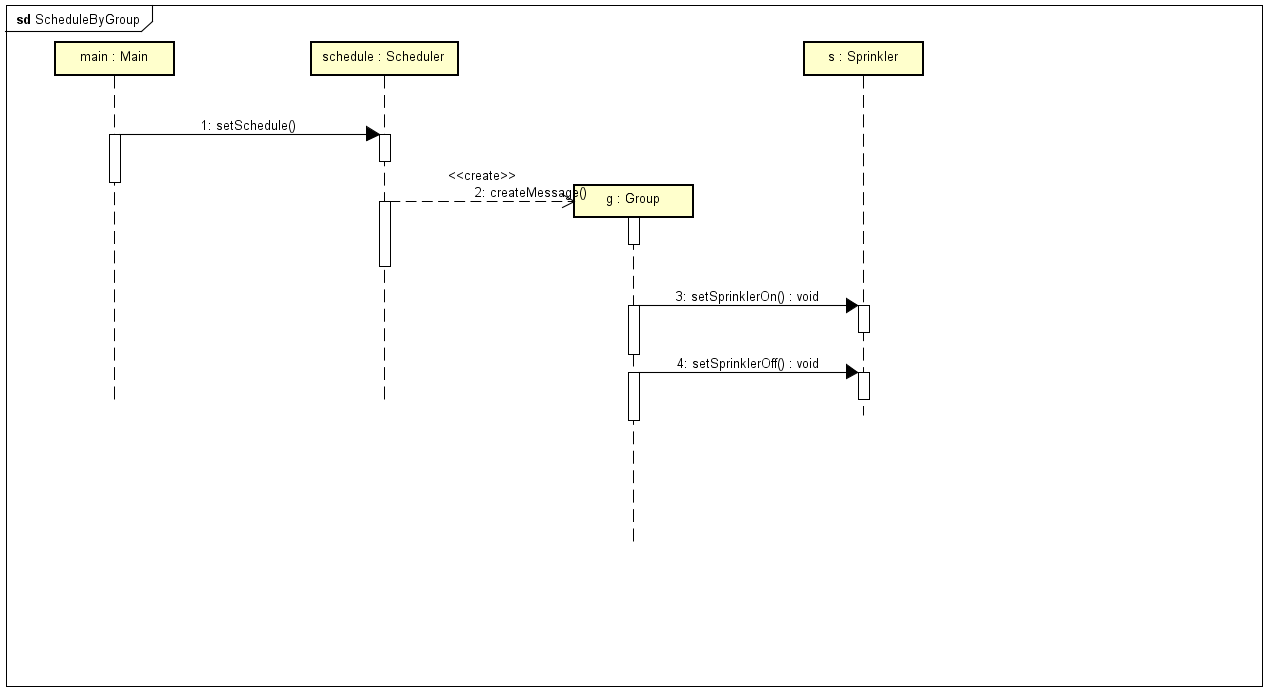 sd ScheduleByGroup
main : Main
schedule : Scheduler
s : Sprinkler
1: setSchedule()
<<create>>
2: createMessage()
g : Group
3: setSprinklerOn() : void
4: setSprinklerOff() : void